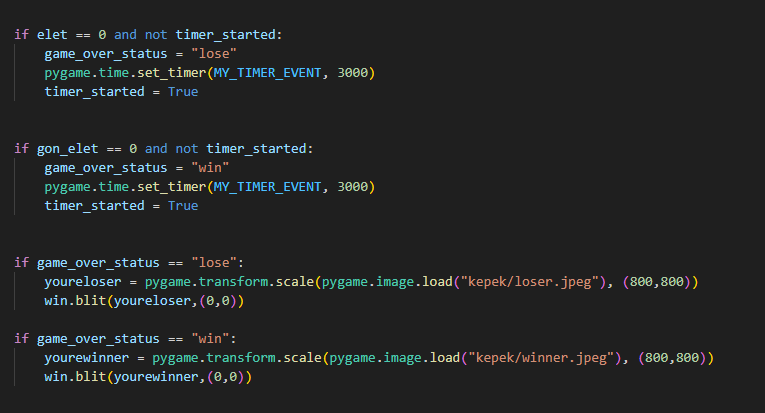 if elet == 0 and not timer_started:
    game_over_status = "lose"
    pygame.time.set_timer(MY_TIMER_EVENT, 3000)
    timer_started = True
if gon_elet == 0 and not timer_started:
    game_over_status = "win"
    pygame.time.set_timer(MY_TIMER_EVENT, 3000)
    timer_started = True
if game_over_status == "lose":
    youreloser = pygame.transform.scale(pygame.image.load("kepek/loser.jpeg"), (800,800))
    win.blit(youreloser,(0,0))
if game_over_status == "win":
    yourewinner = pygame.transform.scale(pygame.image.load("kepek/winner.jpeg"), (800,800))
    win.blit(yourewinner,(0,0))